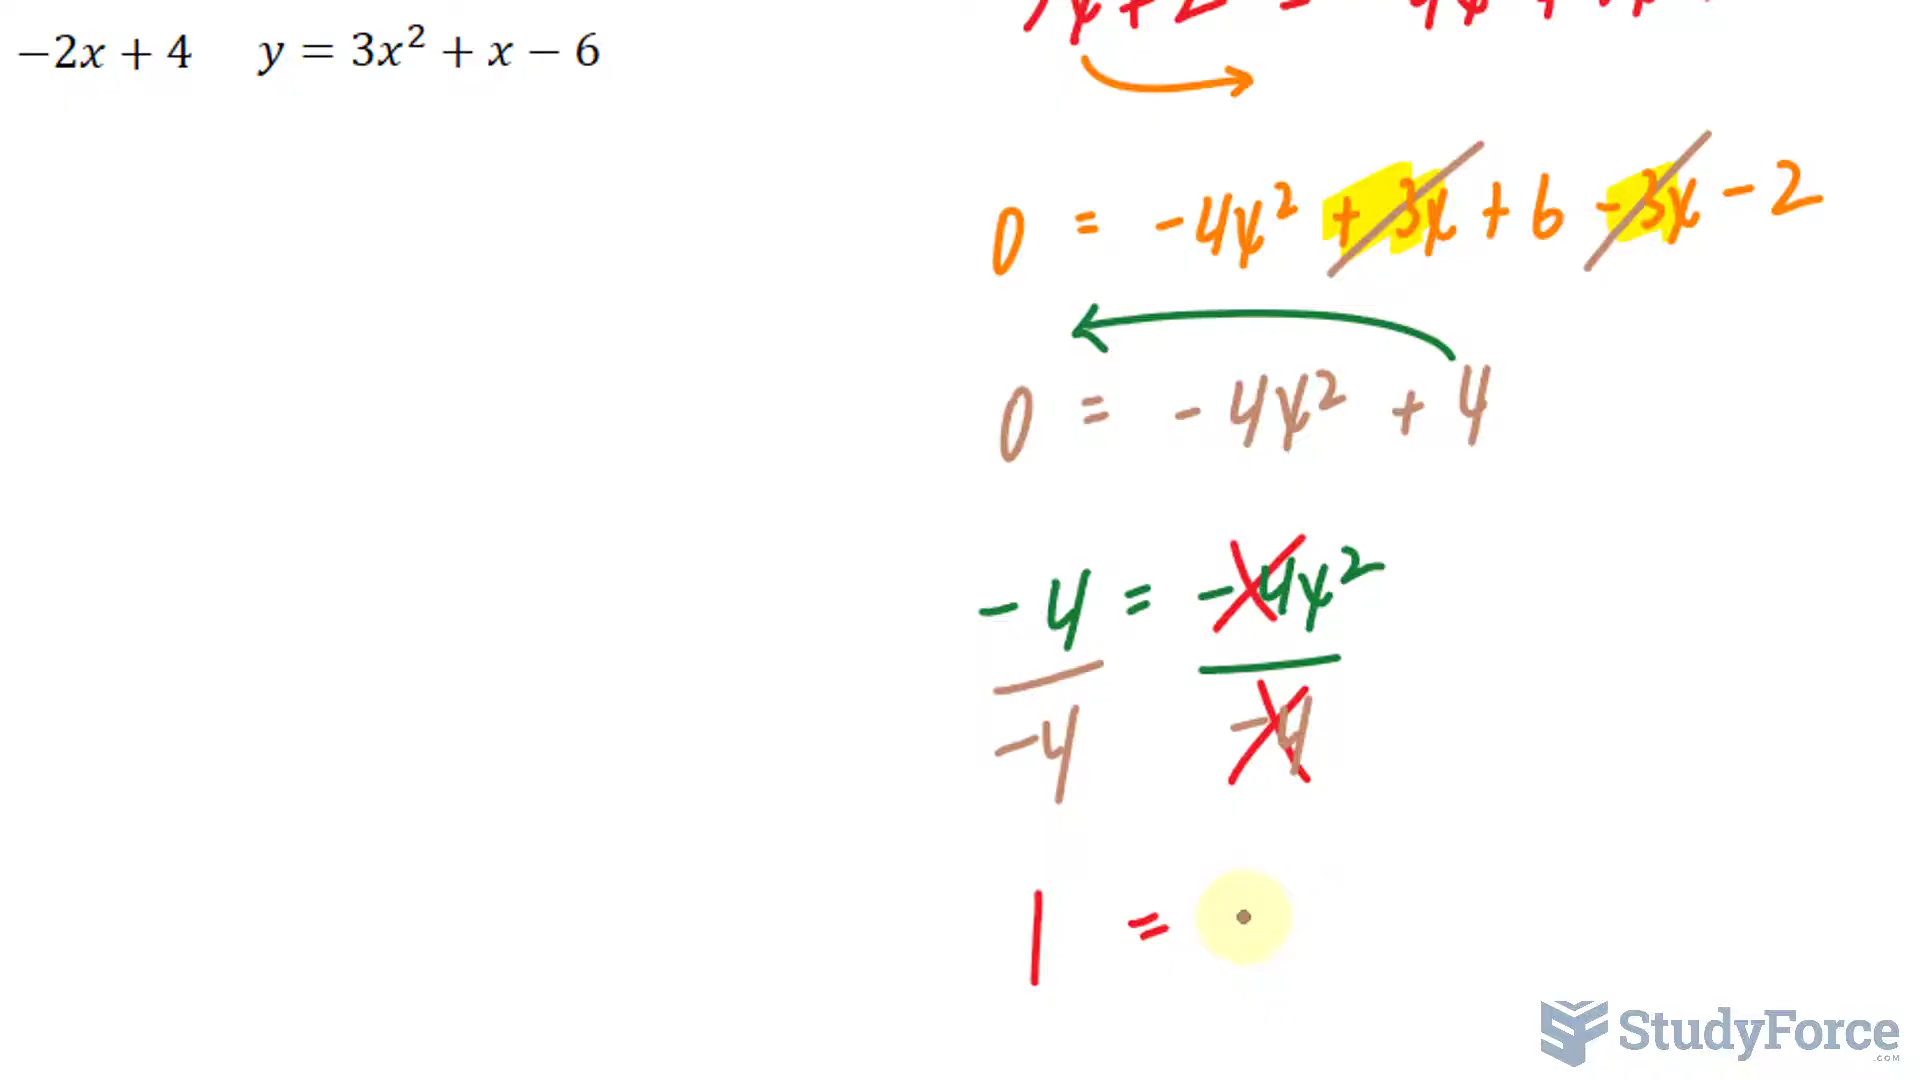 −2x + 4 y = 3x² + x − 6
0 = -4x² + 3x + 6 - 3x - 2
0 = -4x² + 4
-4 = -4x²
-4 -4
1 =
StudyForce
.COM